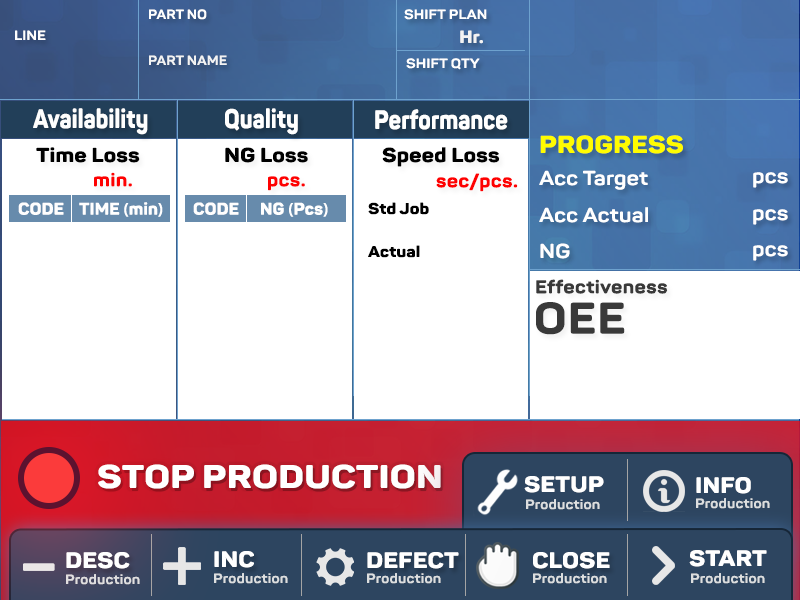 LINE
PART NO
PART NAME
SHIFT PLAN
Hr.
SHIFT QTY
Availability
Time Loss
min.
CODE TIME (min)
Quality
NG Loss
pcs.
CODE NG (Pcs)
Performance
Speed Loss
sec/pcs.
Std Job
Actual
PROGRESS
Acc Target pcs
Acc Actual pcs
NG pcs
Effectiveness
OEE
STOP PRODUCTION
SETUP
Production
INFO
Production
DESC
Production
INC
Production
DEFECT
Production
CLOSE
Production
START
Production